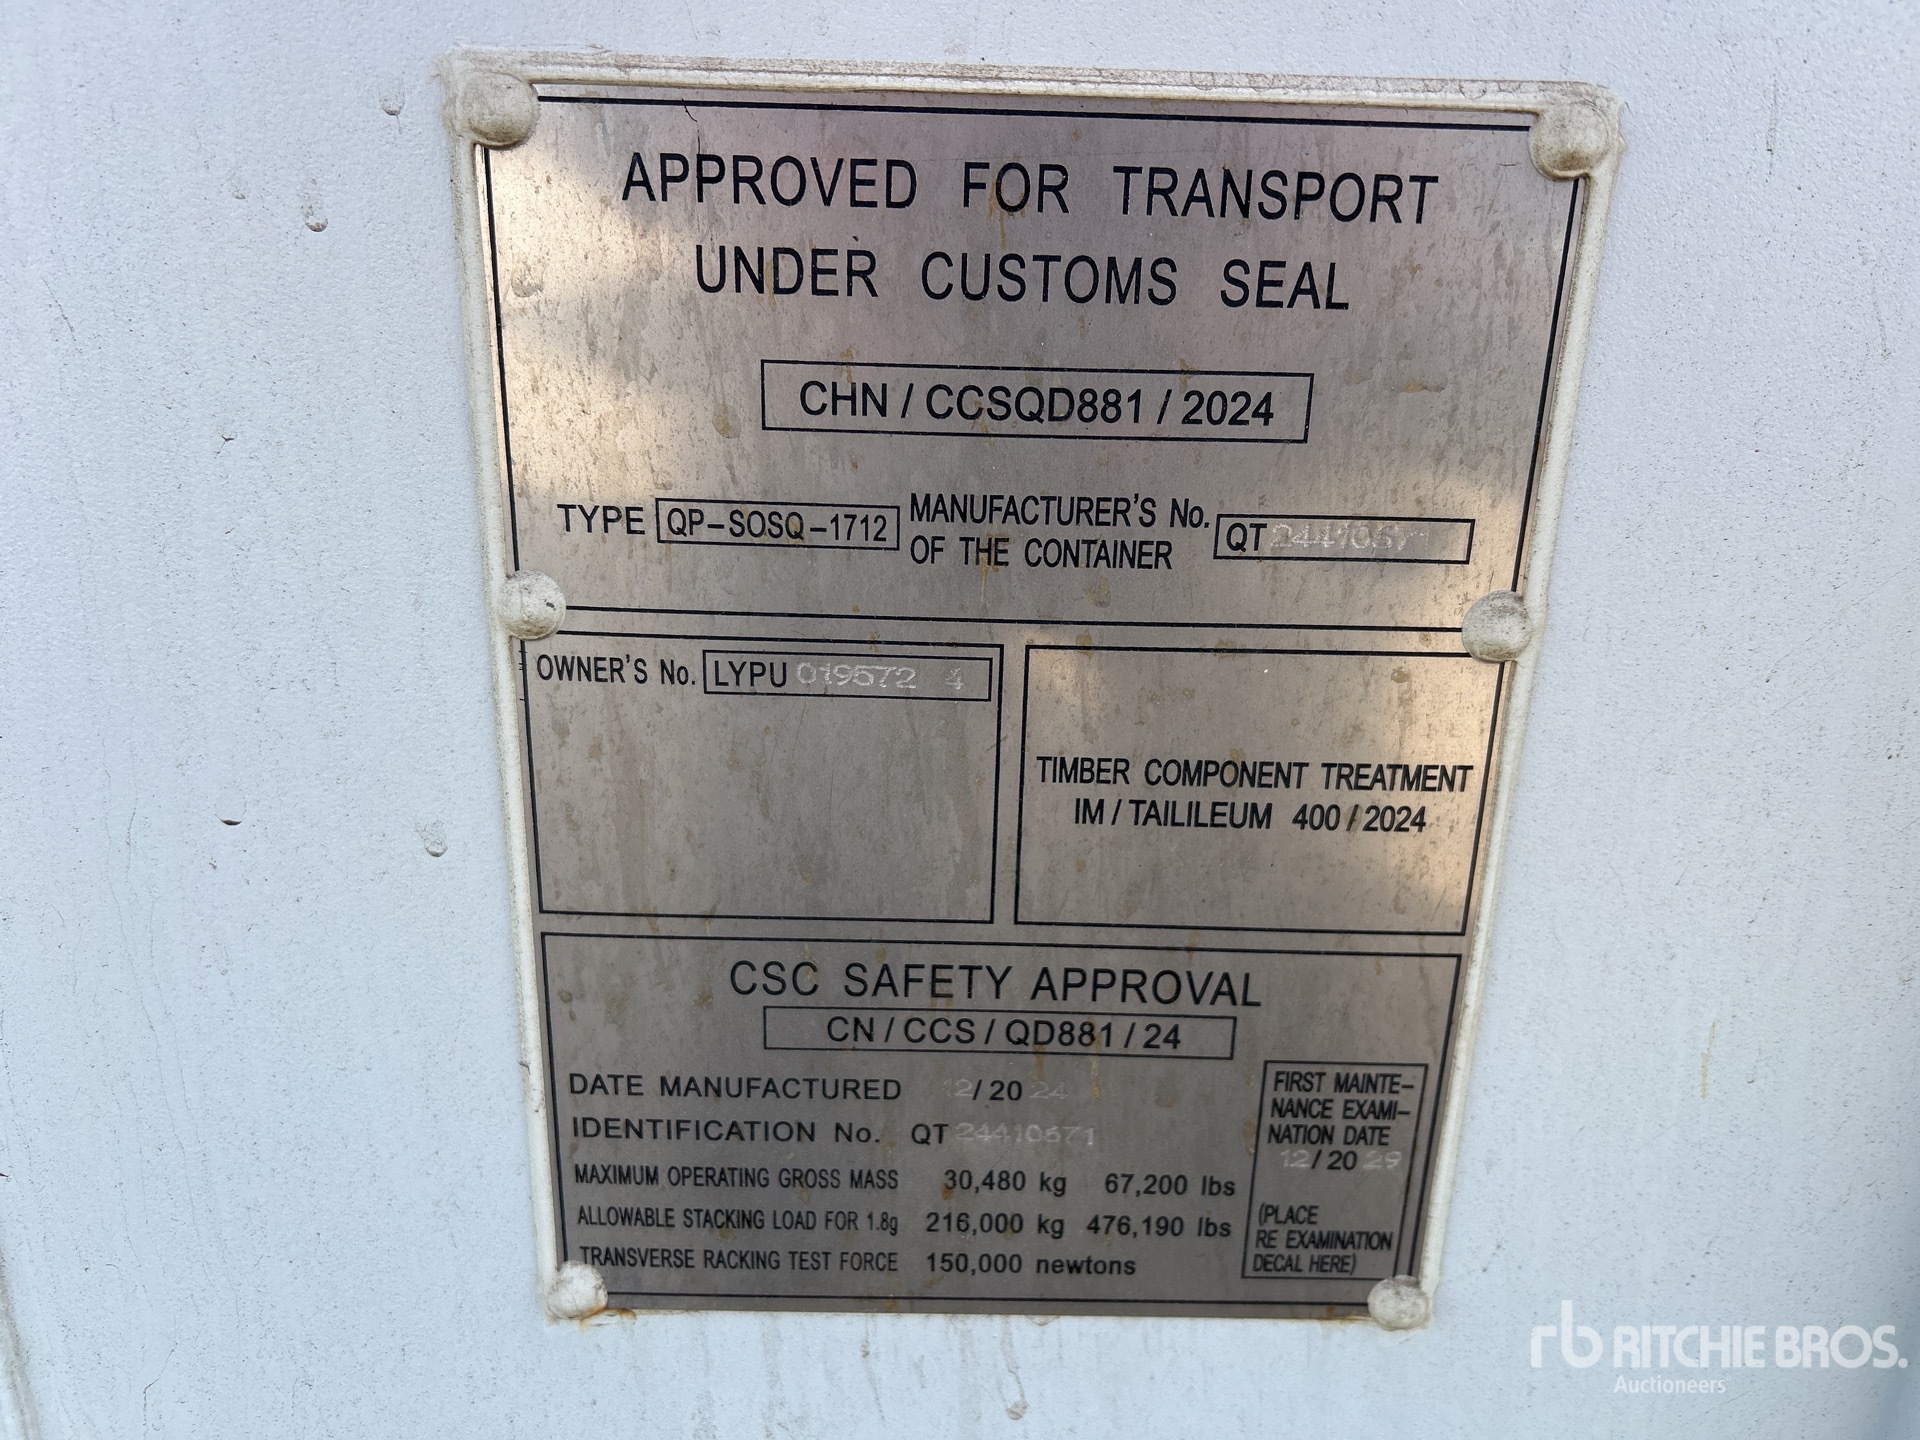 APPROVED FOR TRANSPORT
UNDER CUSTOMS SEAL
CHN / CCSQD881 / 2024
TYPE QP-SOSQ-1712 MANUFACTURER'S No. OF THE CONTAINER QT 24410671
OWNER'S No. LYPU 019572 4
TIMBER COMPONENT TREATMENT
IM / TAILILEUM 400 / 2024
CSC SAFETY APPROVAL
CN / CCS / QD881 / 24
DATE MANUFACTURED 12/2024
IDENTIFICATION No. QT 24410671
MAXIMUM OPERATING GROSS MASS 30,480 kg 67,200 lbs
ALLOWABLE STACKING LOAD FOR 1.8g 216,000 kg 476,190 lbs
TRANSVERSE RACKING TEST FORCE 150,000 newtons
FIRST MAINTE-
NANCE EXAMI-
NATION DATE
12/2029
(PLACE
RE EXAMINATION
DECAL HERE)
rb RITCHIE BROS.
Auctioneers